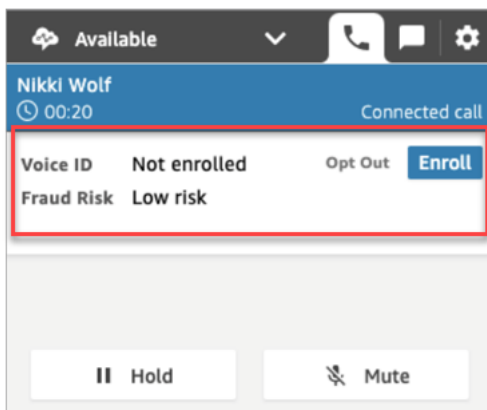 Available
Nikki Wolf
00:20 Connected call
Voice ID Not enrolled Opt Out Enroll
Fraud Risk Low risk
Hold Mute